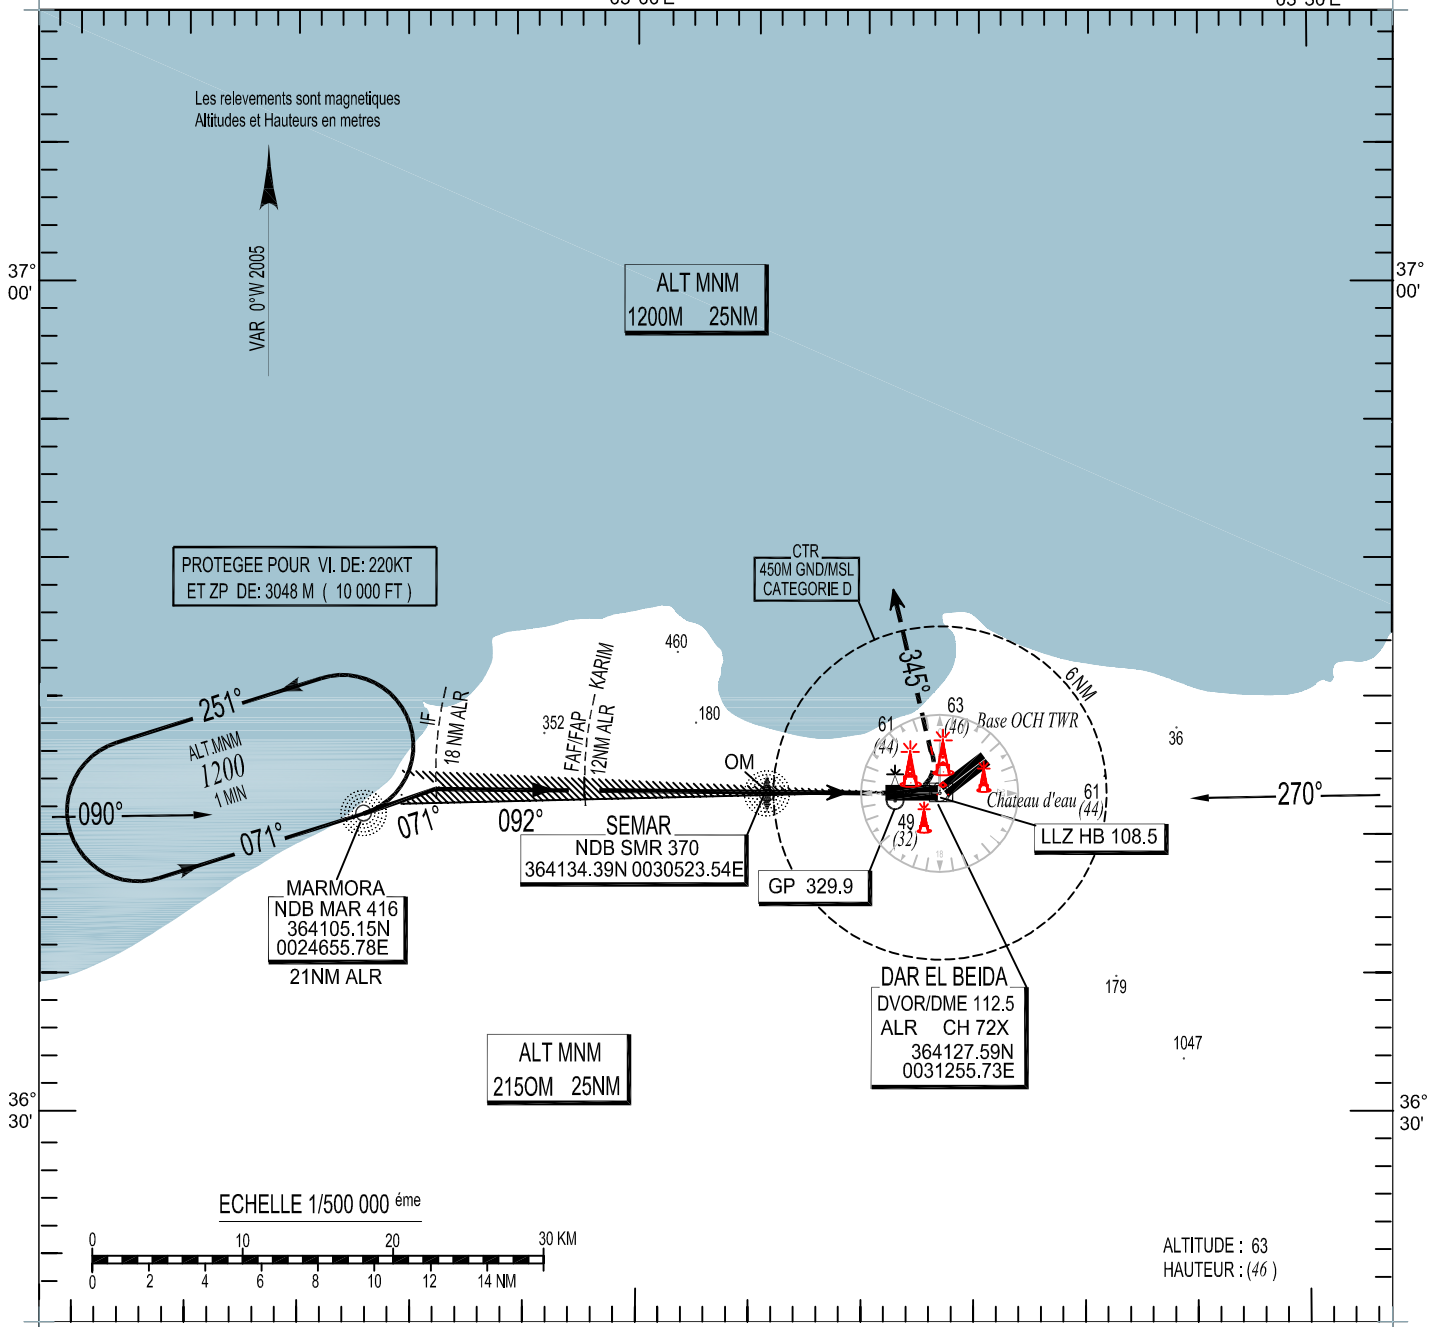 Les relevements sont magnetiques
Altitudes et Hauteurs en metres
VAR 0°W 2005
37°
00'
37°
00'
ALT MNM
1200M 25NM
PROTEGEE POUR VI. DE: 220KT
ET ZP DE: 3048 M ( 10 000 FT )
CTR
450M GND/MSL
CATEGORIE D
460
345°
6NM
251°
ALT.MNM
1200
1 MIN
090°
071°
IF
18 NM ALR
352
FAF/FAP
12NM ALR
KARIM
180
63
(46)
Base OCH TWR
61
(44)
36
OM
071°
092°
SEMAR
NDB SMR 370
364134.39N 0030523.54E
Chateau d'eau
61
(44)
270°
49
(32)
18
LLZ HB 108.5
GP 329.9
MARMORA
NDB MAR 416
364105.15N
0024655.78E
21NM ALR
DAR EL BEIDA
DVOR/DME 112.5
ALR CH 72X
364127.59N
0031255.73E
179
1047
ALT MNM
215OM 25NM
36°
30'
36°
30'
ECHELLE 1/500 000 éme
0 10 20 30 KM
0 2 4 6 8 10 12 14 NM
ALTITUDE : 63
HAUTEUR : (46 )